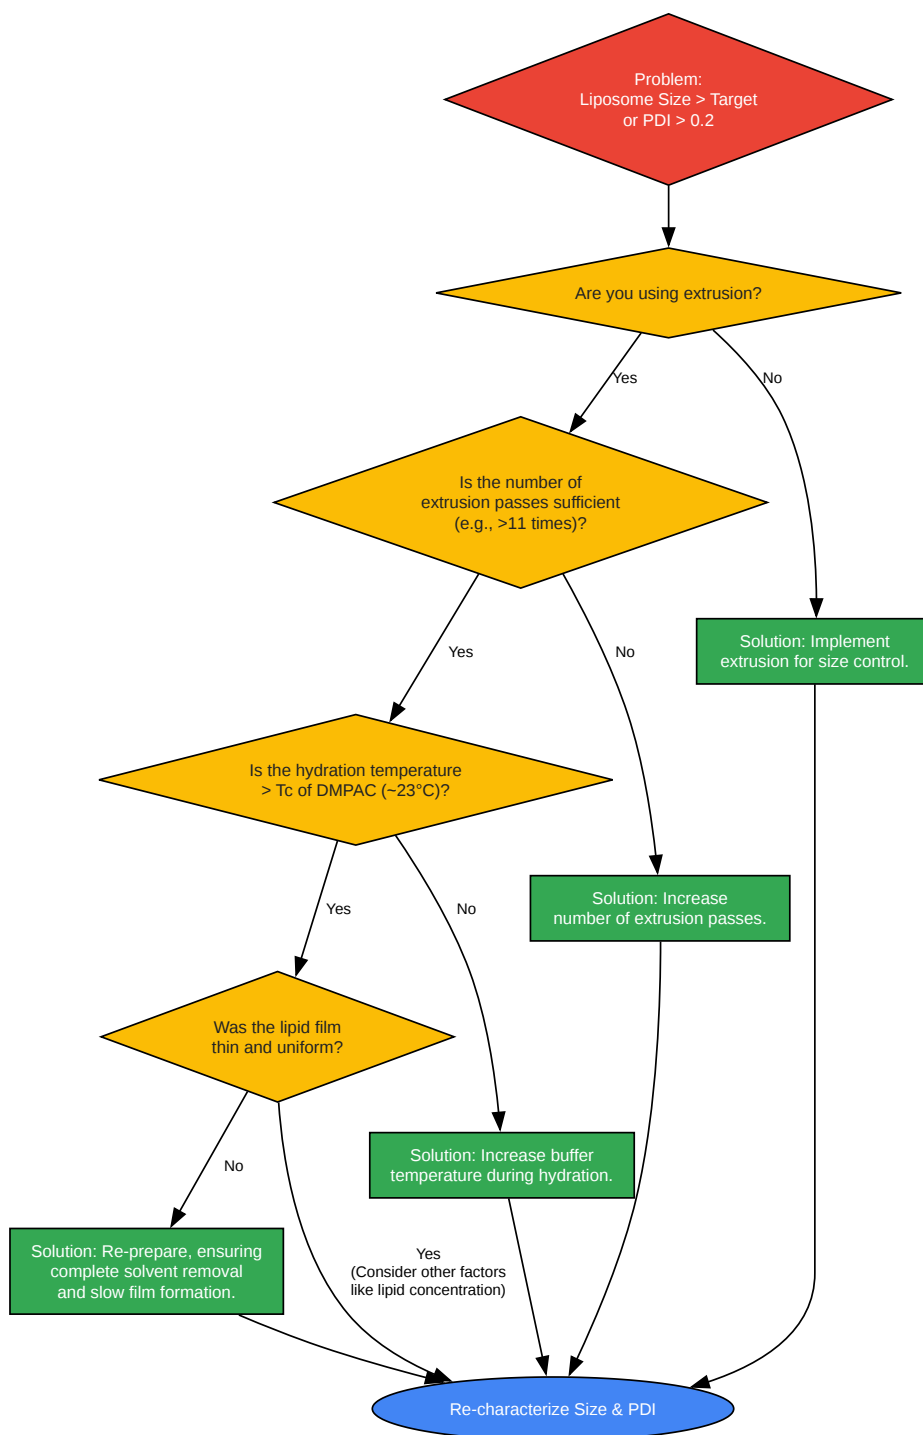 Problem:
Liposome Size > Target
or PDI > 0.2
Are you using extrusion?
Yes
No
Is the number of
extrusion passes sufficient
(e.g., >11 times)?
Solution: Implement
extrusion for size control.
Yes
No
Is the hydration temperature
> Tc of DMPAC (~23°C)?
Solution: Increase
number of extrusion passes.
Yes
No
Was the lipid film
thin and uniform?
Solution: Increase buffer
temperature during hydration.
No
Yes
(Consider other factors
like lipid concentration)
Solution: Re-prepare, ensuring
complete solvent removal
and slow film formation.
Re-characterize Size & PDI